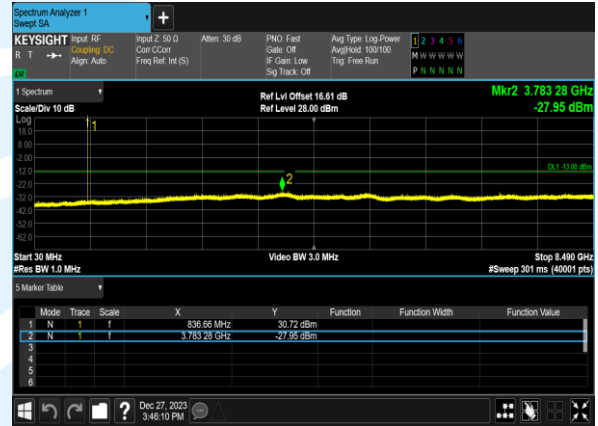 Spectrum Analyzer 1
Swept SA
+
KEYSIGHT Input: RF Input Z: 50 Ω Atten: 30 dB PNO: Fast Avg Type: Log-Power 1 2 3 4 5 6
R T Coupling: DC Corr CCorr Gate: Off Avg|Hold: 100/100 M W W W W W
Align: Auto Freq Ref: Int (S) IF Gain: Low Trig: Free Run P N N N N N
Sig Track: Off
LXI
1 Spectrum Ref Lvl Offset 16.61 dB Mkr2 3.783 28 GHz
Scale/Div 10 dB Ref Level 28.00 dBm -27.95 dBm
Log
1
18.0
8.00
-2.00
DL1 -13.00 dBm
-12.0
2
-22.0
-32.0
-42.0
-52.0
-62.0
Start 30 MHz Video BW 3.0 MHz Stop 8.490 GHz
#Res BW 1.0 MHz #Sweep 301 ms (40001 pts)
5 Marker Table
Mode Trace Scale X Y Function Function Width Function Value
1 N 1 f 836.66 MHz 30.72 dBm
2 N 1 f 3.783 28 GHz -27.95 dBm
3
4
5
6
? Dec 27, 2023
3:46:10 PM